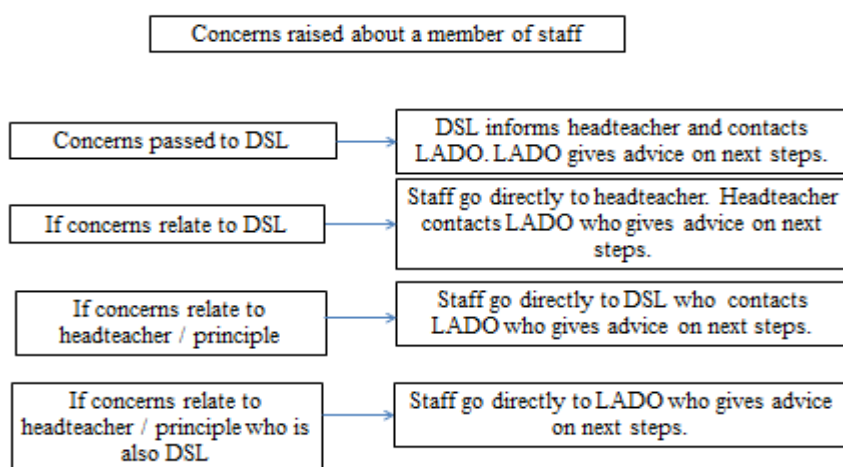 Concerns raised about a member of staff
Concerns passed to DSL
DSL informs headteacher and contacts
LADO. LADO gives advice on next steps.
If concerns relate to DSL
Staff go directly to headteacher. Headteacher
contacts LADO who gives advice on next
steps.
If concerns relate to
headteacher / principle
Staff go directly to DSL who contacts
LADO who gives advice on next steps.
If concerns relate to
headteacher / principle who is
also DSL
Staff go directly to LADO who gives advice
on next steps.